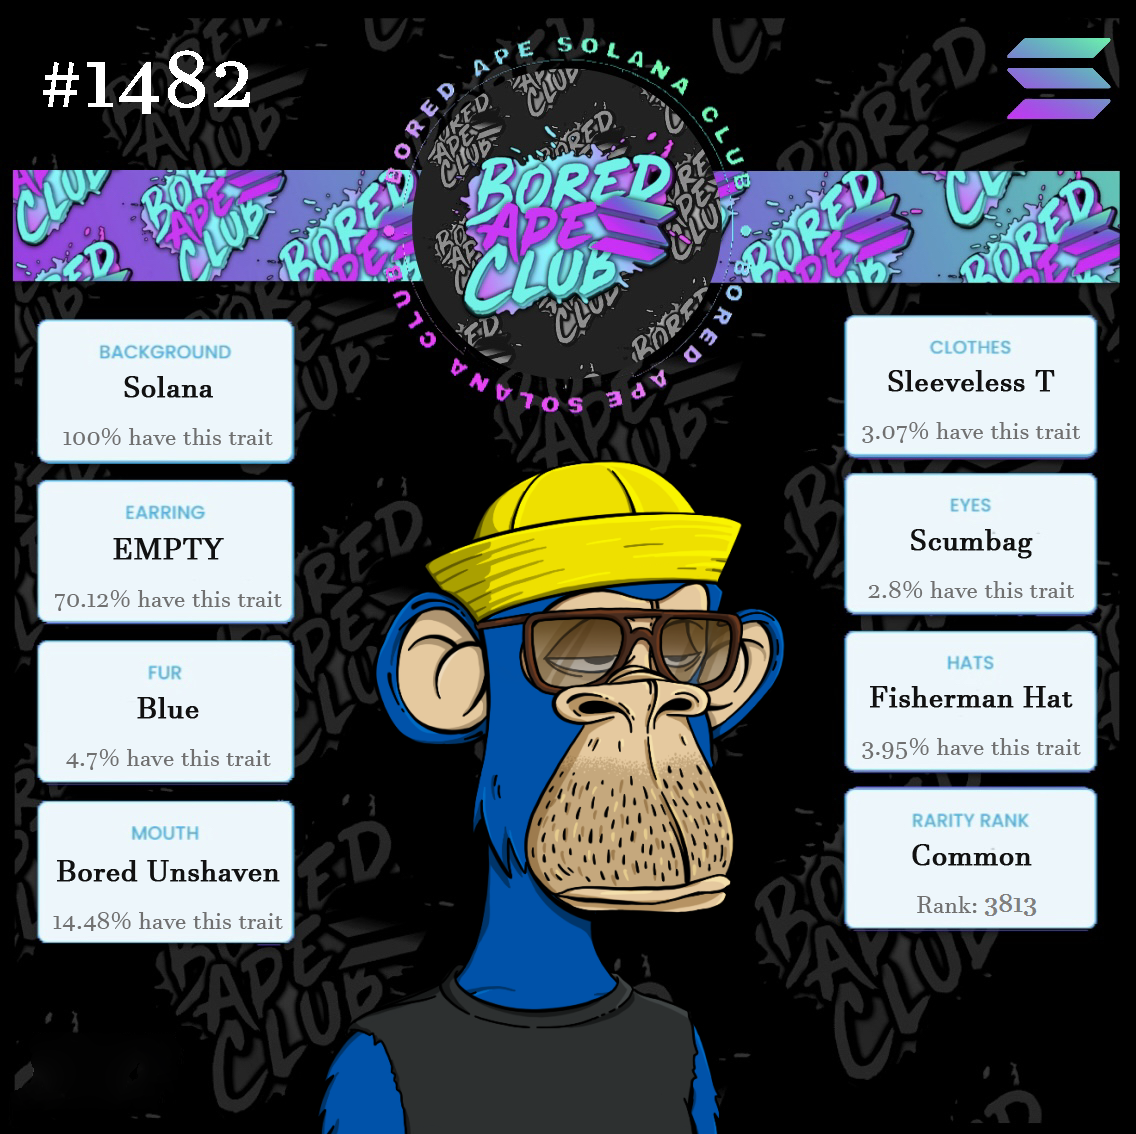 #1482
BORED APE SOLANA CLUB
BORED APE SOLANA CLUB
BORED
APE
CLUB
BACKGROUND
Solana
100% have this trait
EARRING
EMPTY
70.12% have this trait
FUR
Blue
4.7% have this trait
MOUTH
Bored Unshaven
14.48% have this trait
CLOTHES
Sleeveless T
3.07% have this trait
EYES
Scumbag
2.8% have this trait
HATS
Fisherman Hat
3.95% have this trait
RARITY RANK
Common
Rank: 3813